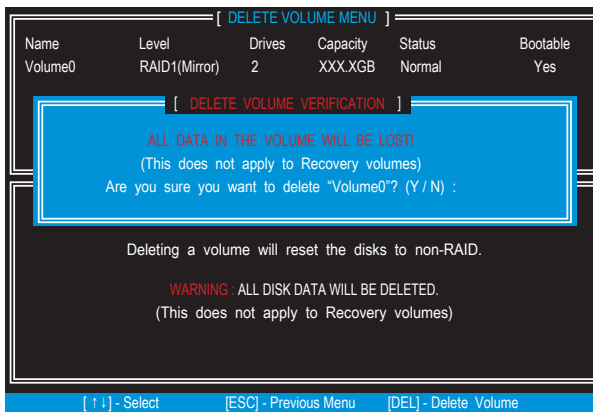 [ DELETE VOLUME MENU ]
Name Level Drives Capacity Status Bootable
Volume0 RAID1(Mirror) 2 XXX.XGB Normal Yes
[ DELETE VOLUME VERIFICATION ]
ALL DATA IN THE VOLUME WILL BE LOST!
(This does not apply to Recovery volumes)
Are you sure you want to delete “Volume0”? (Y / N) :
Deleting a volume will reset the disks to non-RAID.
WARNING : ALL DISK DATA WILL BE DELETED.
(This does not apply to Recovery volumes)
[ ↑↓] - Select [ESC] - Previous Menu [DEL] - Delete Volume